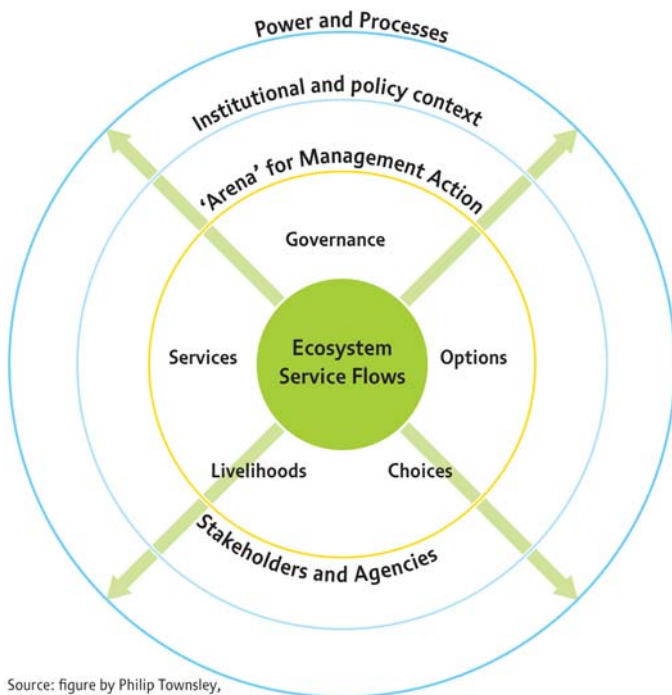 Power and Processes
Institutional and policy context
‘Arena’ for Management Action
Governance
Services
Ecosystem
Service Flows
Options
Livelihoods
Choices
Stakeholders and Agencies
Source: figure by Philip Townsley,